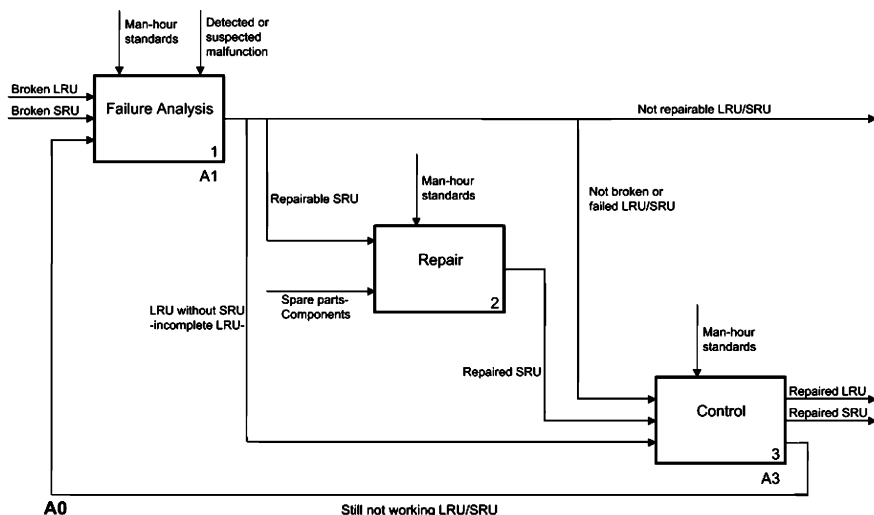 Man-hour
standards
Detected or
suspected
malfunction
Broken LRU
Broken SRU
Failure Analysis
1
A1
Not repairable LRU/SRU
Repairable SRU
Man-hour
standards
Not broken or
failed LRU/SRU
Repair
2
Spare parts-
Components
LRU without SRU
-incomplete LRU-
Man-hour
standards
Repaired SRU
Control
3
A3
Repaired LRU
Repaired SRU
A0
Still not working LRU/SRU